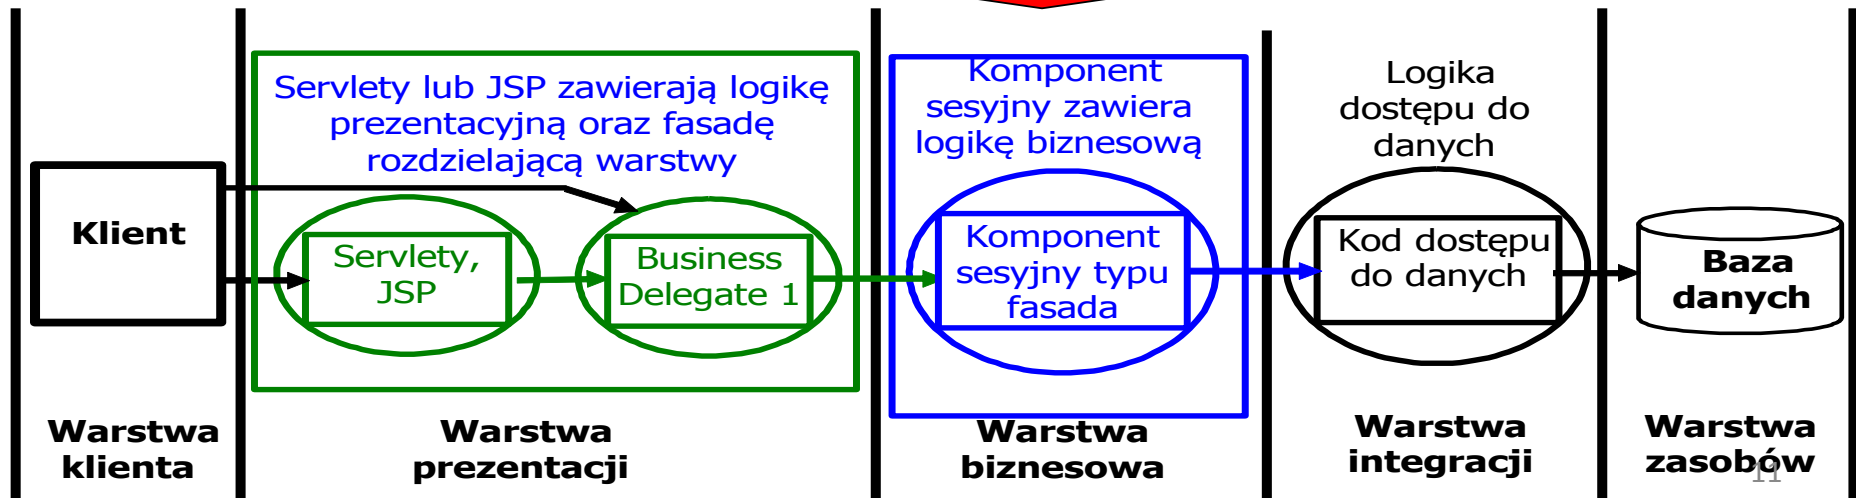 Servlety lub JSP zawierają logikę
prezentacyjną oraz fasadę
rozdzielającą warstwy
Komponent
sesyjny zawiera
logikę biznesową
Logika
dostępu do
danych
Klient
Servlety,
JSP
Business
Delegate 1
Komponent
sesyjny typu
fasada
Kod dostępu
do danych
Baza
danych
Warstwa
klienta
Warstwa
prezentacji
Warstwa
biznesowa
Warstwa
integracji
Warstwa
zasobów
11